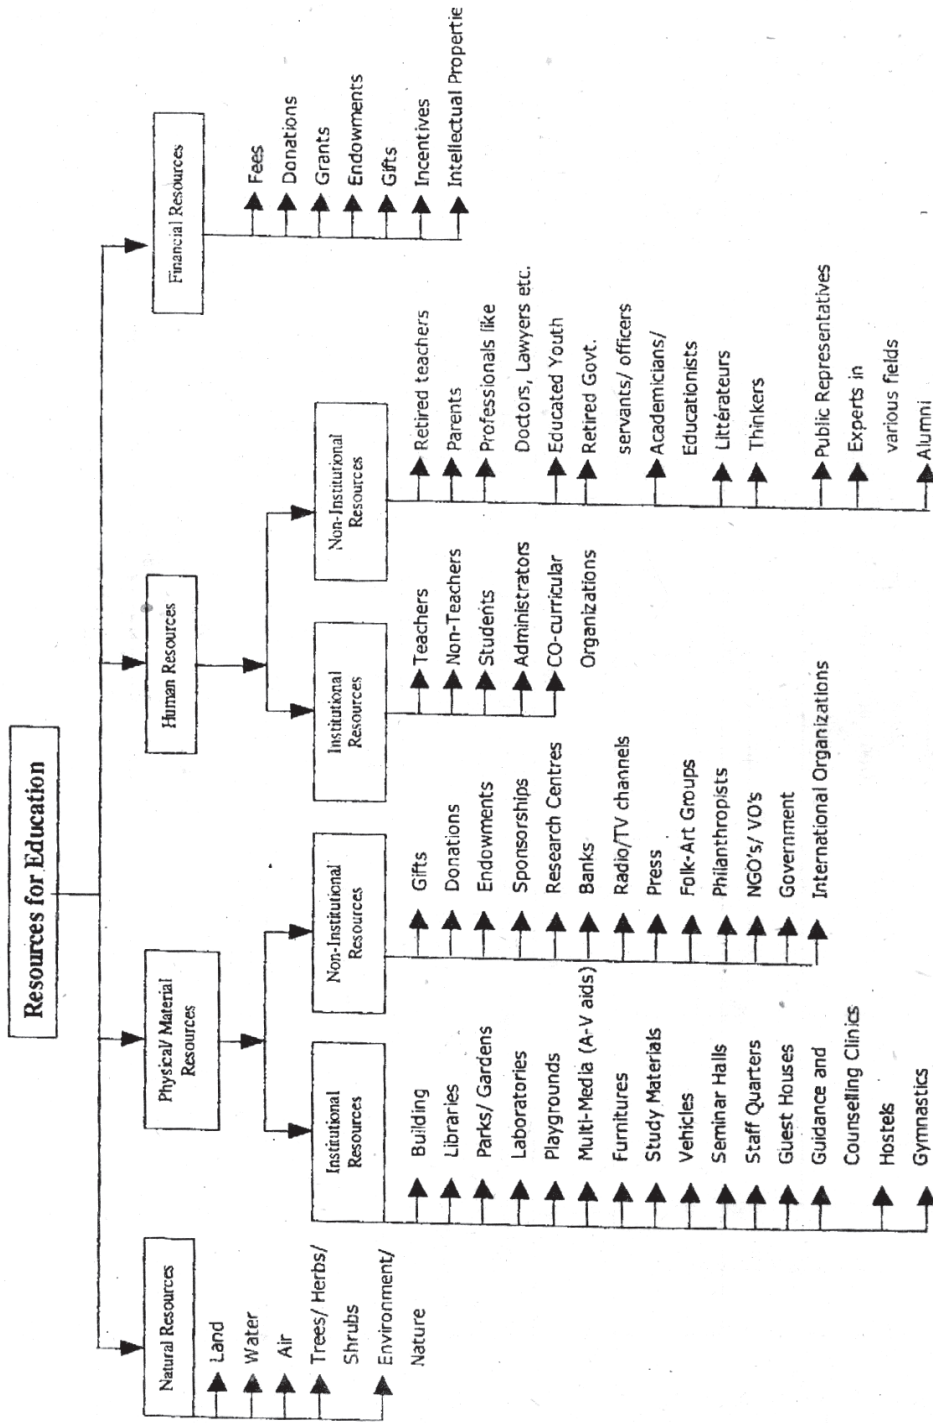 Resources for Education
Natural Resources
Land
Water
Air
Trees/ Herbs/
Shrubs
Environment/
Nature
Physical/ Material
Resources
Institutional
Resources
Building
Libraries
Parks/ Gardens
Laboratories
Playgrounds
Multi-Media (A-V aids)
Furnitures
Study Materials
Vehicles
Seminar Halls
Staff Quarters
Guest Houses
Guidance and
Counselling Clinics
Hostels
Gymnastics
Non-Institutional
Resources
Gifts
Donations
Endowments
Sponsorships
Research Centres
Banks
Radio/TV channels
Press
Folk-Art Groups
Philanthropists
NGO's/ VO's
Government
International Organizations
Human Resources
Institutional
Resources
Teachers
Non-Teachers
Students
Administrators
CO-curricular
Organizations
Non-Institutional
Resources
Retired teachers
Parents
Professionals like
Doctors, Lawyers etc.
Educated Youth
Retired Govt.
servants/ officers
Academicians/
Educationists
Littérateurs
Thinkers
Public Representatives
Experts in
various fields
Alumni
Financial Resources
Fees
Donations
Grants
Endowments
Gifts
Incentives
Intellectual Propertie